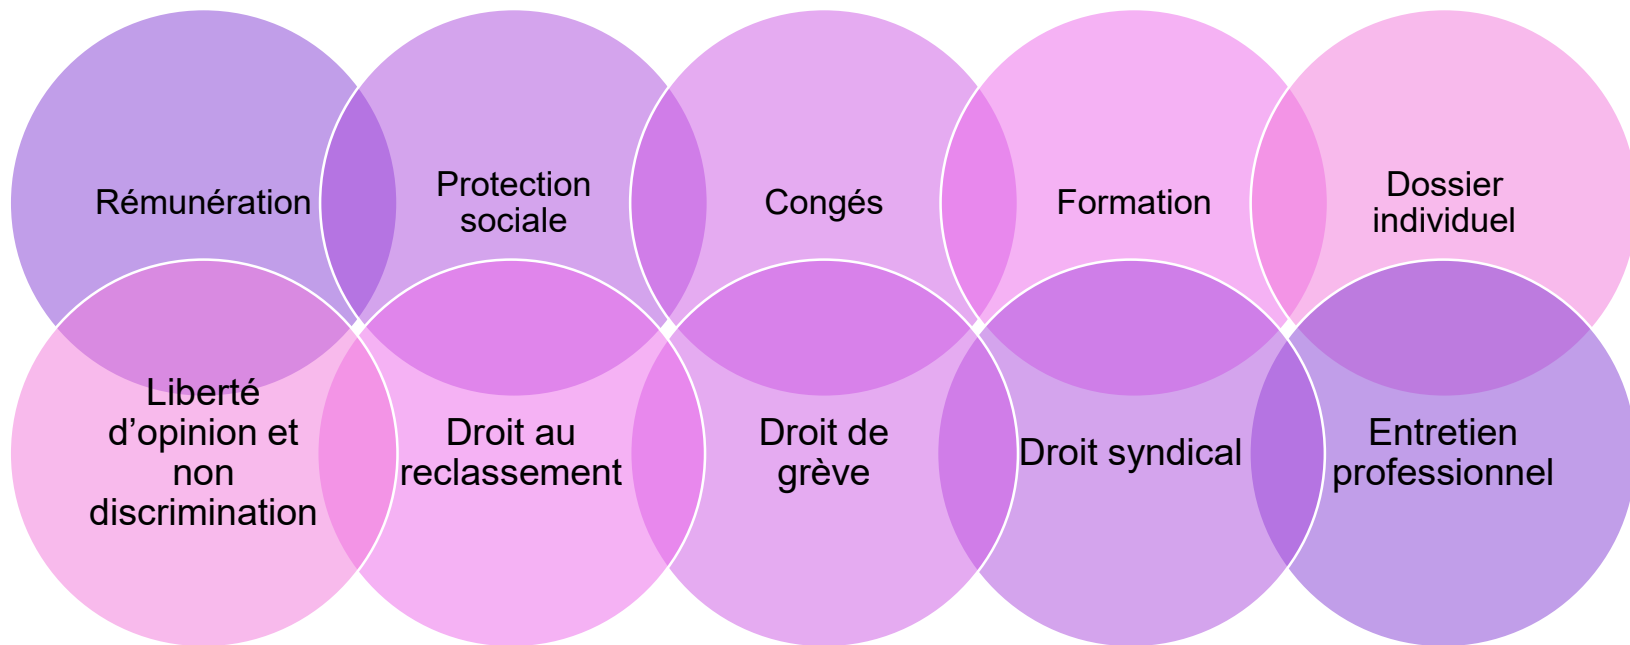 Rémunération
Protection
sociale
Congés
Formation
Dossier
individuel
Liberté
d’opinion et
non
discrimination
Droit au
reclassement
Droit de
grève
Droit syndical
Entretien
professionnel